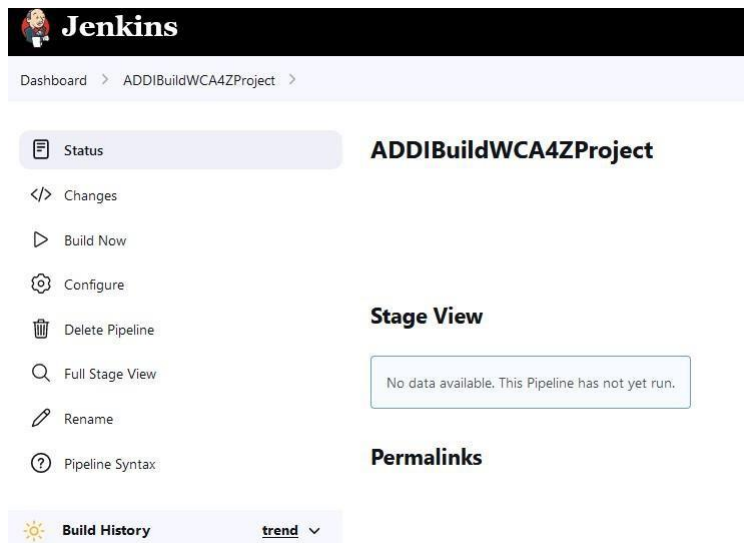 Jenkins
Dashboard > ADDIBuildWCA4ZProject >
Status
Changes
Build Now
Configure
Delete Pipeline
Full Stage View
Rename
Pipeline Syntax
Build History trend
ADDIBuildWCA4ZProject
Stage View
No data available. This Pipeline has not yet run.
Permalinks